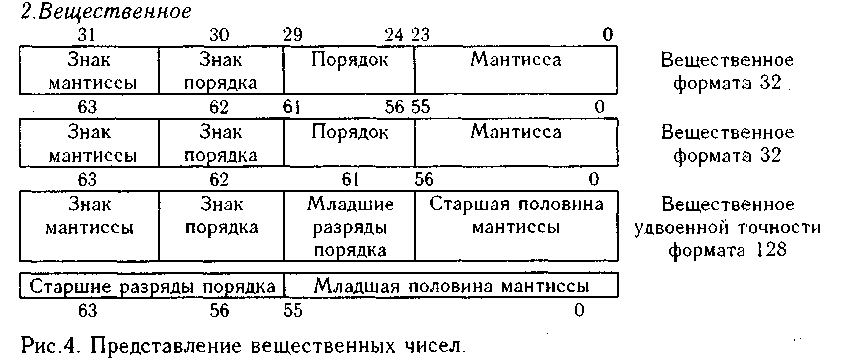 2.Вещественное
31 30 29 24 23 0
Знак Знак Порядок Мантисса Вещественное
мантиссы порядка формата 32
63 62 61 56 55 0
Знак Знак Порядок Мантисса Вещественное
мантиссы порядка формата 32
63 62 61 56 0
Знак Знак Младшие Старшая половина Вещественное
мантиссы порядка разряды мантиссы удвоенной точности
порядка формата 128
Старшие разряды порядка Младшая половина мантиссы
63 56 55 0
Рис.4. Представление вещественных чисел.